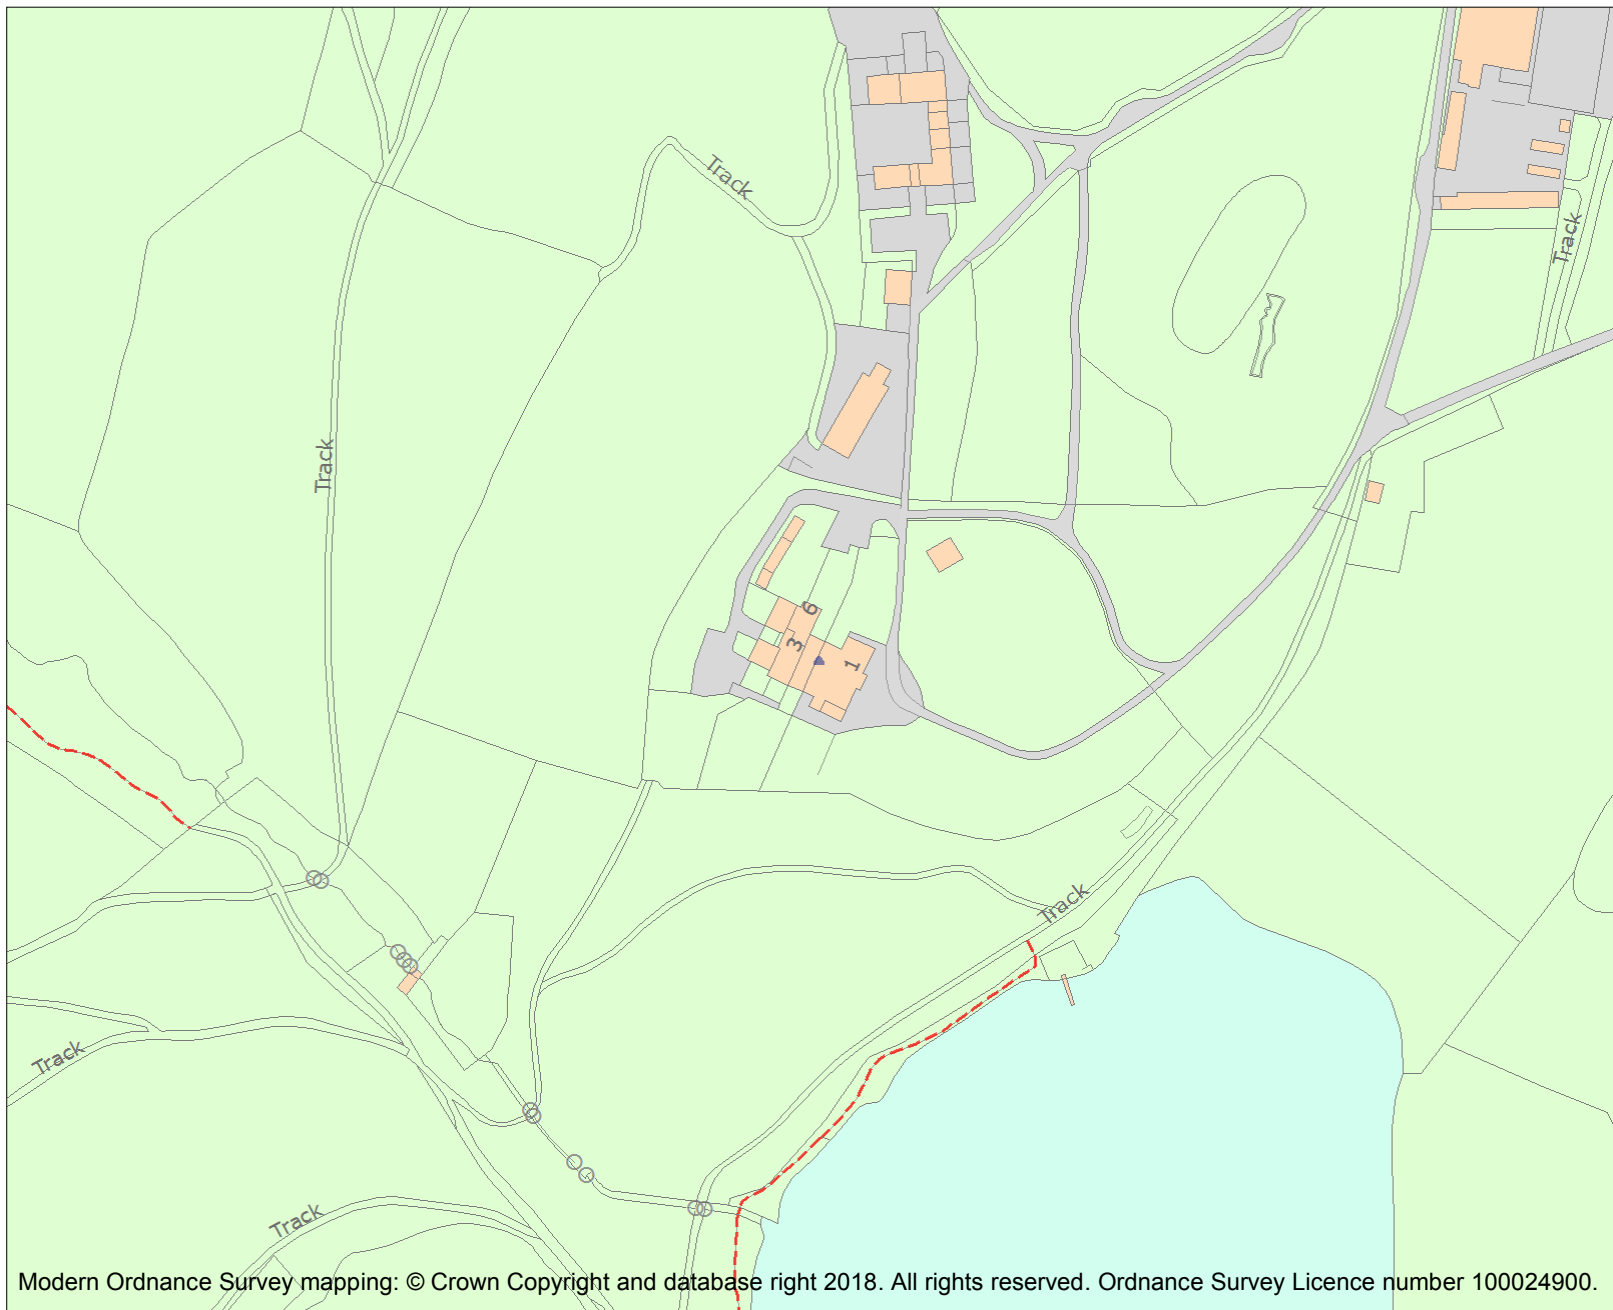 Track
Track
Track
6
3
1
Track
Track
Track
Modern Ordnance Survey mapping: © Crown Copyright and database right 2018. All rights reserved. Ordnance Survey Licence number 100024900.